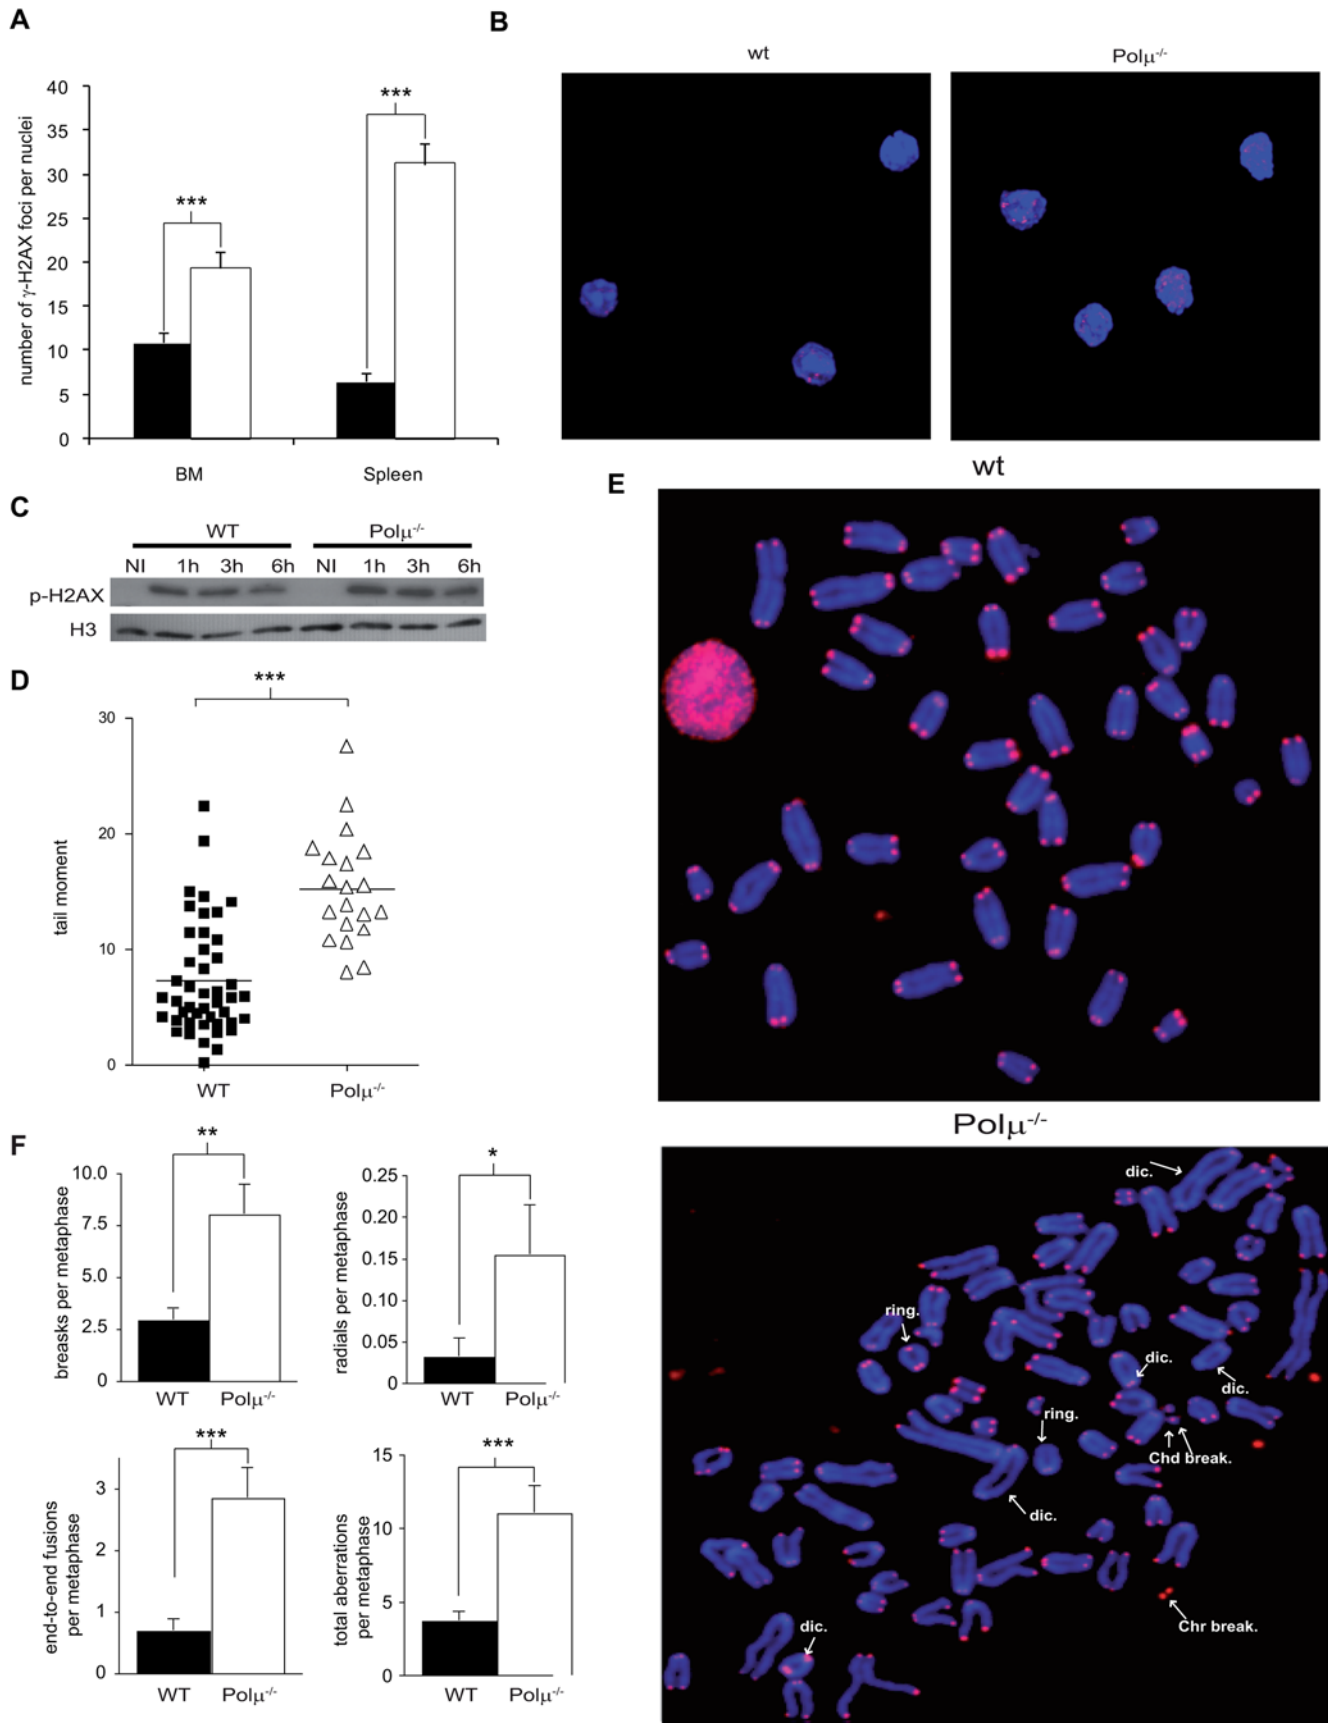 A
number of γ-H2AX foci per nuclei
40
35
30
25
20
15
10
5
0
***
***
BM
Spleen
B
wt
Polμ-/-
C
WT
Polμ-/-
NI 1h 3h 6h NI 1h 3h 6h
p-H2AX
H3
D
***
tail moment
30
20
10
0
WT
Polμ-/-
E
wt
Polμ-/-
dic.
ring.
dic.
dic.
ring.
Chd break.
dic.
Chr break.
dic.
F
**
breasks per metaphase
10.0
7.5
5.0
2.5
0
WT
Polμ-/-
*
radials per metaphase
0.25
0.20
0.15
0.10
0.05
0.00
WT
Polμ-/-
***
end-to-end fusions
per metaphase
3
2
1
0
WT
Polμ-/-
***
total aberrations
per metaphase
15
10
5
0
WT
Polμ-/-